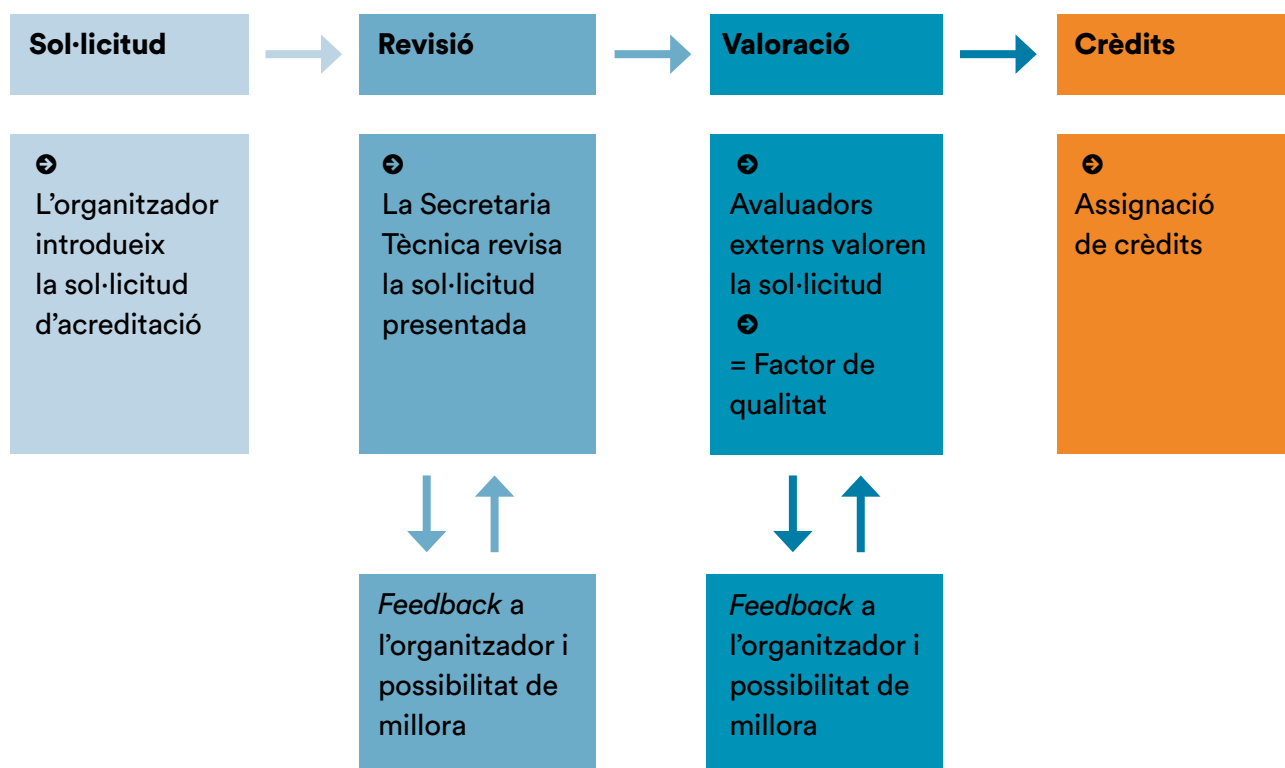 Sol·licitud
Revisió
Valoració
Crèdits
L’organitzador
introdueix
la sol·licitud
d’acreditació
La Secretaria
Tècnica revisa
la sol·licitud
presentada
Avaluadors
externs valoren
la sol·licitud
= Factor de
qualitat
Assignació
de crèdits
Feedback a
l’organitzador i
possibilitat de
millora
Feedback a
l’organitzador i
possibilitat de
millora